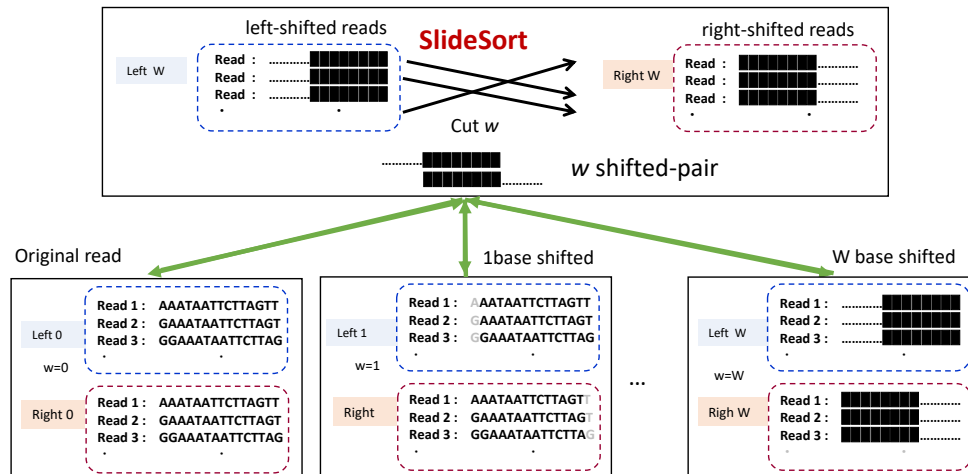 left-shifted reads
SlideSort
right-shifted reads
Left W
Read :
Read :
Read :
Right W
Read :
Read :
Read :
Cut w
w shifted-pair
Original read
Left 0
Read 1 : AAATAATTCTTAGTT
Read 2 : GAAATAATTCTTAGT
Read 3 : GGAAATAATTCTTAG
w=0
Right 0
Read 1 : AAATAATTCTTAGTT
Read 2 : GAAATAATTCTTAGT
Read 3 : GGAAATAATTCTTAG
1base shifted
Left 1
Read 1 : AAATAATTCTTAGTT
Read 2 : GAAATAATTCTTAGT
Read 3 : GGAAATAATTCTTAG
w=1
Right
Read 1 : AAATAATTCTTAGTT
Read 2 : GAAATAATTCTTAGT
Read 3 : GGAAATAATTCTTAG
...
W base shifted
Left W
Read 1 :
Read 2 :
Read 3 :
w=W
Righ W
Read 1 :
Read 2 :
Read 3 :